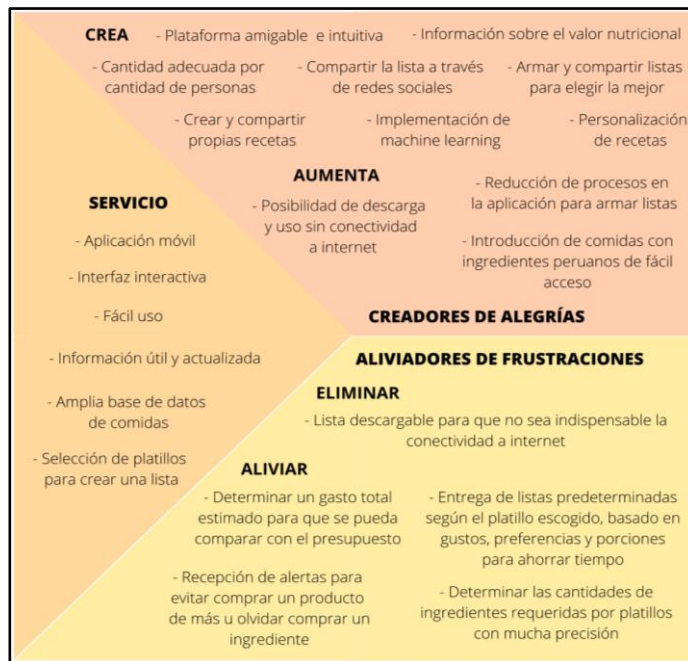 CREA
- Plataforma amigable e intuitiva
- Información sobre el valor nutricional
- Cantidad adecuada por
cantidad de personas
- Compartir la lista a través
de redes sociales
- Armar y compartir listas
para elegir la mejor
- Crear y compartir
propias recetas
- Implementación de
machine learning
- Personalización
de recetas
AUMENTA
- Posibilidad de descarga
y uso sin conectividad
a internet
- Reducción de procesos en
la aplicación para armar listas
- Introducción de comidas con
ingredientes peruanos de fácil
acceso
CREADORES DE ALEGRÍAS
SERVICIO
- Aplicación móvil
- Interfaz interactiva
- Fácil uso
- Información útil y actualizada
- Amplia base de datos
de comidas
- Selección de platillos
para crear una lista
ALIVIADORES DE FRUSTRACIONES
ELIMINAR
- Lista descargable para que no sea indispensable la
conectividad a internet
ALIVIAR
- Determinar un gasto total
estimado para que se pueda
comparar con el presupuesto
- Recepción de alertas para
evitar comprar un producto
de más u olvidar comprar un
ingrediente
- Entrega de listas predeterminadas
según el platillo escogido, basado en
gustos, preferencias y porciones
para ahorrar tiempo
- Determinar las cantidades de
ingredientes requeridas por platillos
con mucha precisión